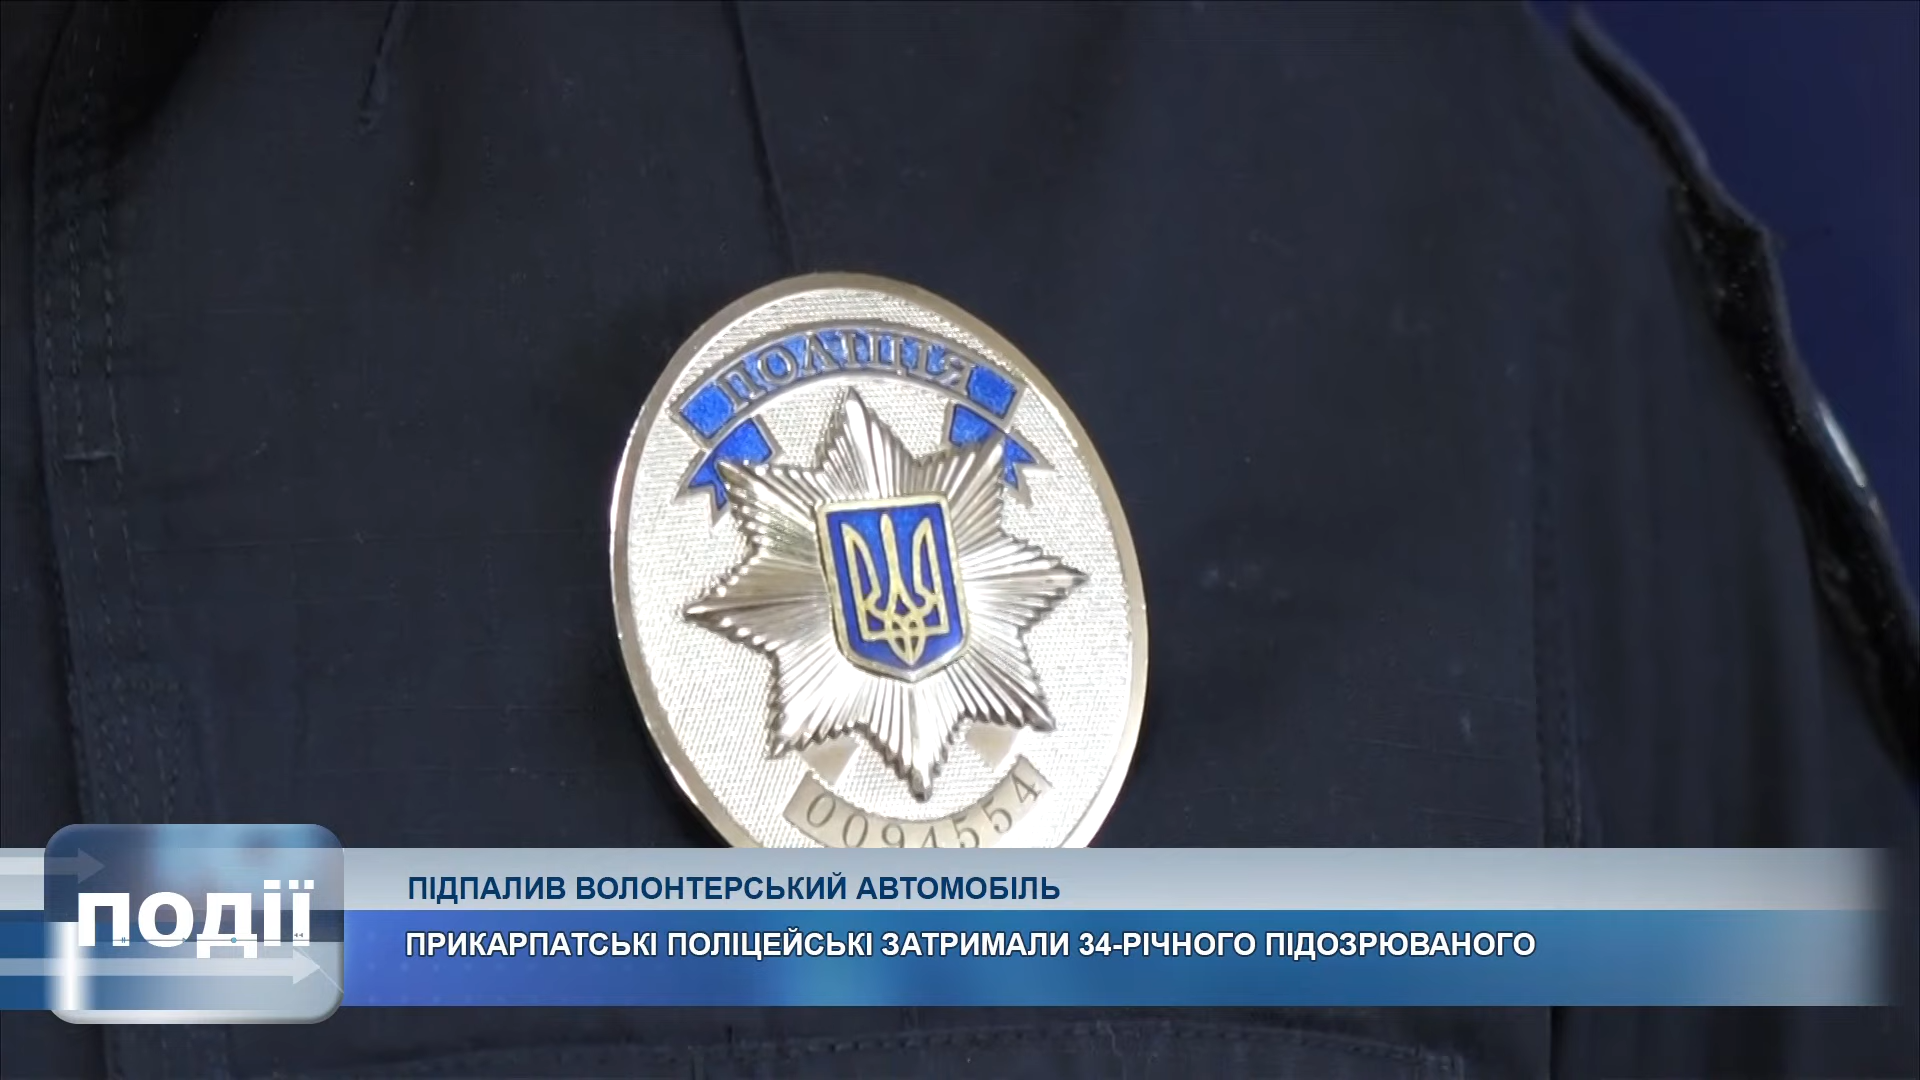 ПОЛІЦІЯ
0094554
ПІДПАЛИВ ВОЛОНТЕРСЬКИЙ АВТОМОБІЛЬ
події
ПРИКАРПАТСЬКІ ПОЛІЦЕЙСЬКІ ЗАТРИМАЛИ 34-РІЧНОГО ПІДОЗРЮВАНОГО